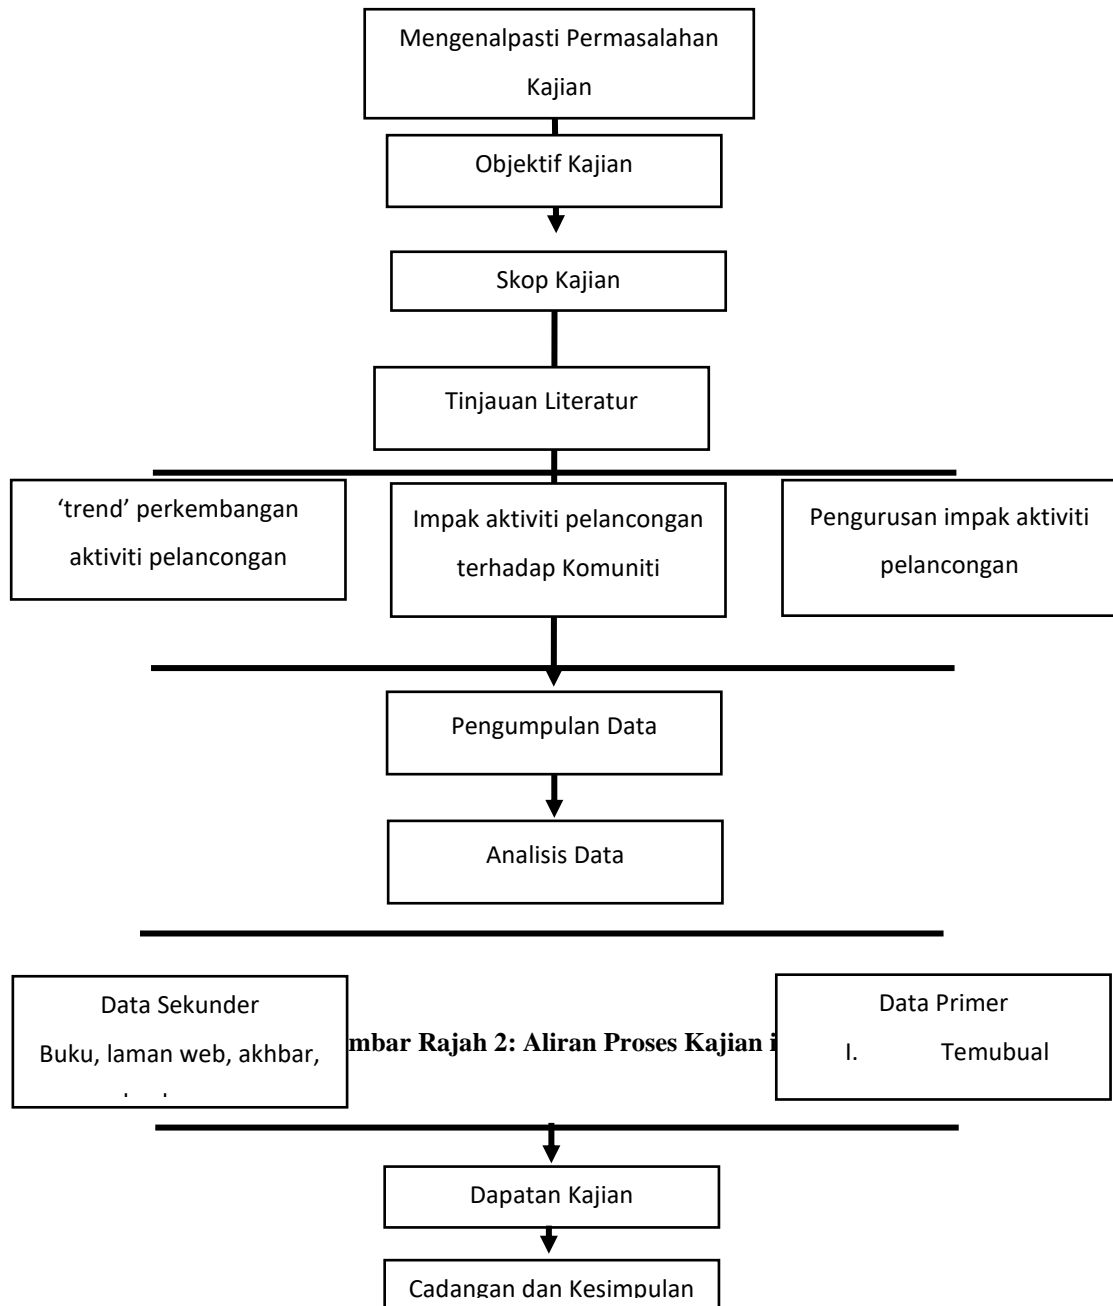 Mengenalpasti Permasalahan
Kajian
Objektif Kajian
Skop Kajian
Tinjauan Literatur
‘trend’ perkembangan
aktiviti pelancongan
Impak aktiviti pelancongan
terhadap Komuniti
Pengurusan impak aktiviti
pelancongan
Pengumpulan Data
Analisis Data
Data Sekunder
Buku, laman web, akhbar,
Data Primer
I. Temubual
mbar Rajah 2: Aliran Proses Kajian i
Dapatan Kajian
Cadangan dan Kesimpulan